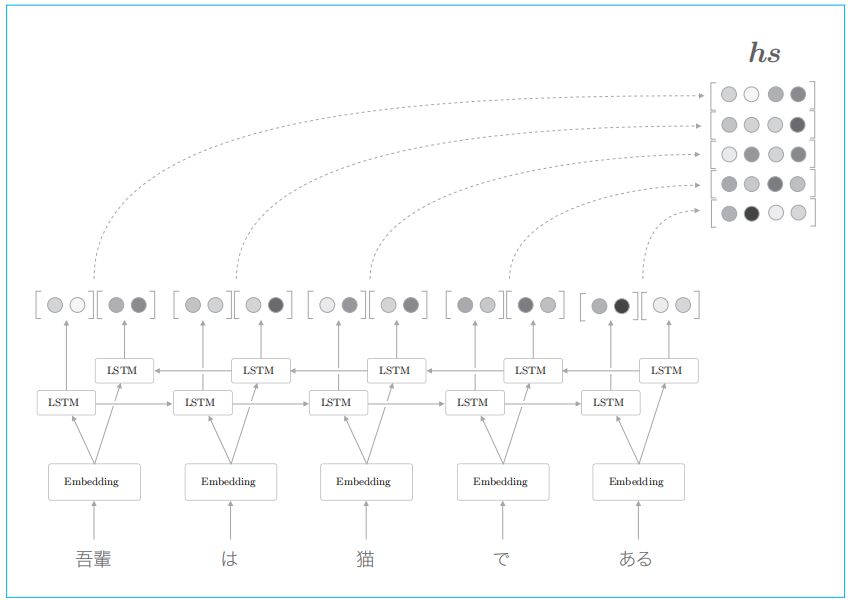 hs
LSTM LSTM LSTM LSTM LSTM
LSTM LSTM LSTM LSTM LSTM
Embedding Embedding Embedding Embedding Embedding
吾輩 は 猫 で ある